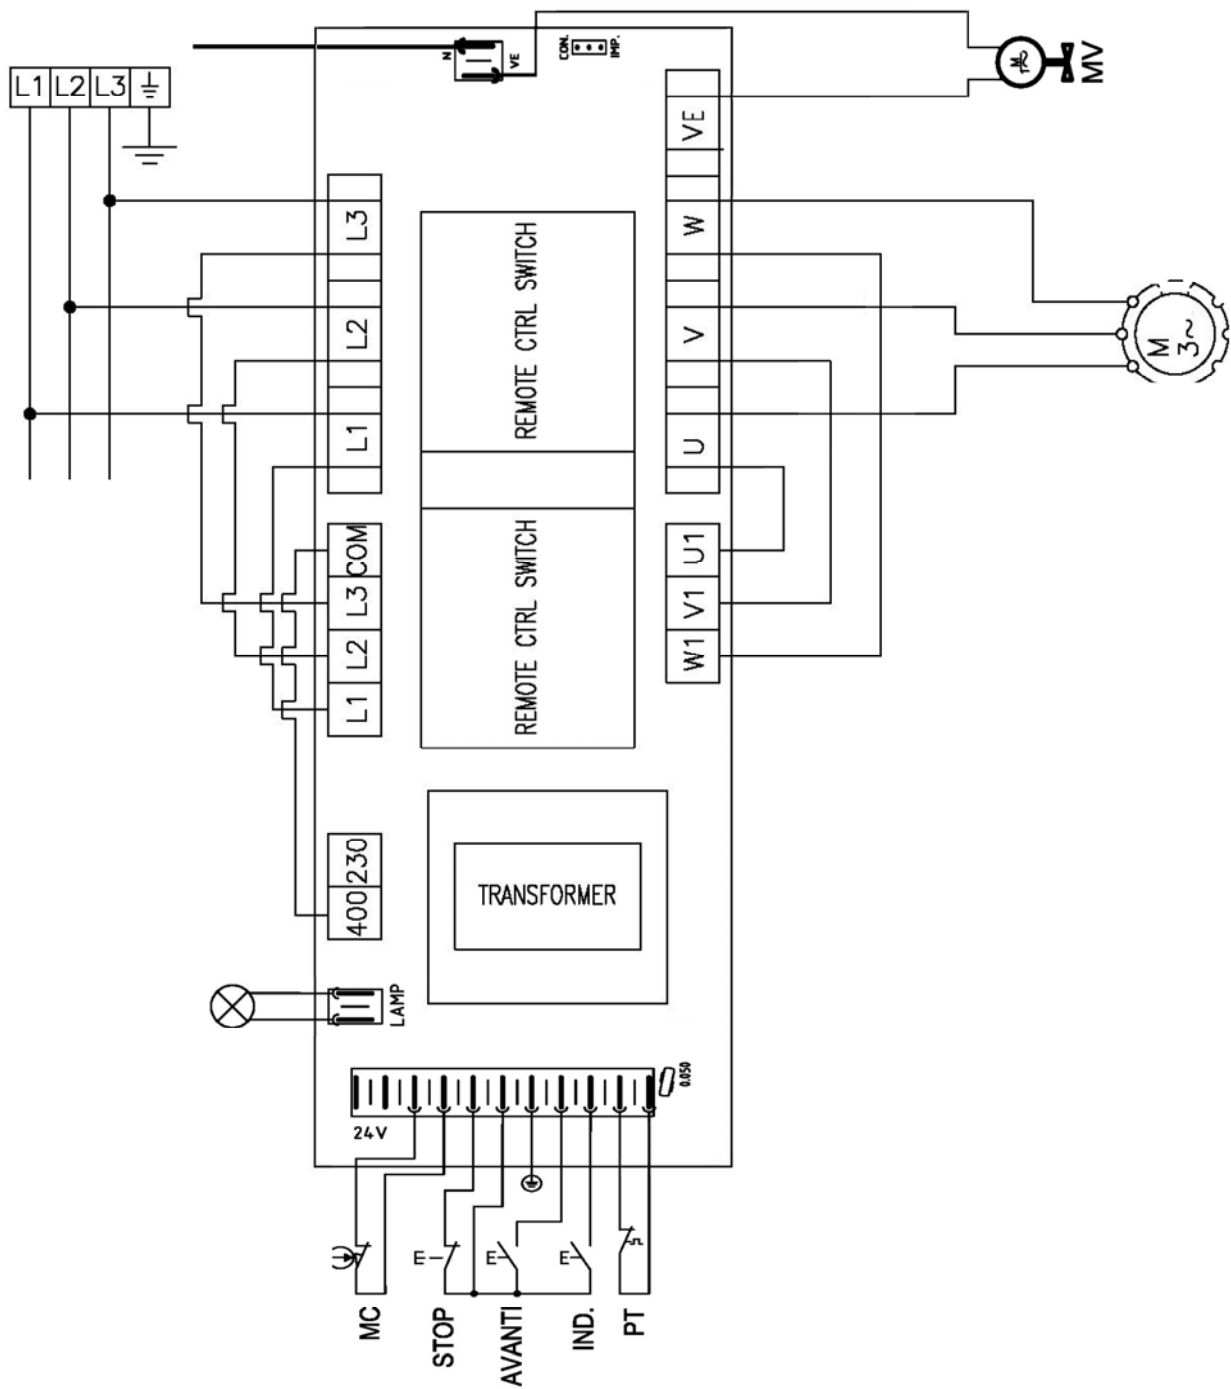 L1 L2 L3
N
VE
CON.
IMP.
M
MV
L3
L2
L1
REMOTE CTRL SWITCH
VE
W
V
U
M
3~
COM
L3
L2
L1
REMOTE CTRL SWITCH
U1
V1
W1
230
400
TRANSFORMER
LAMP
24V
0.050
MC
STOP
AVANTI
IND.
PT
E
E
E